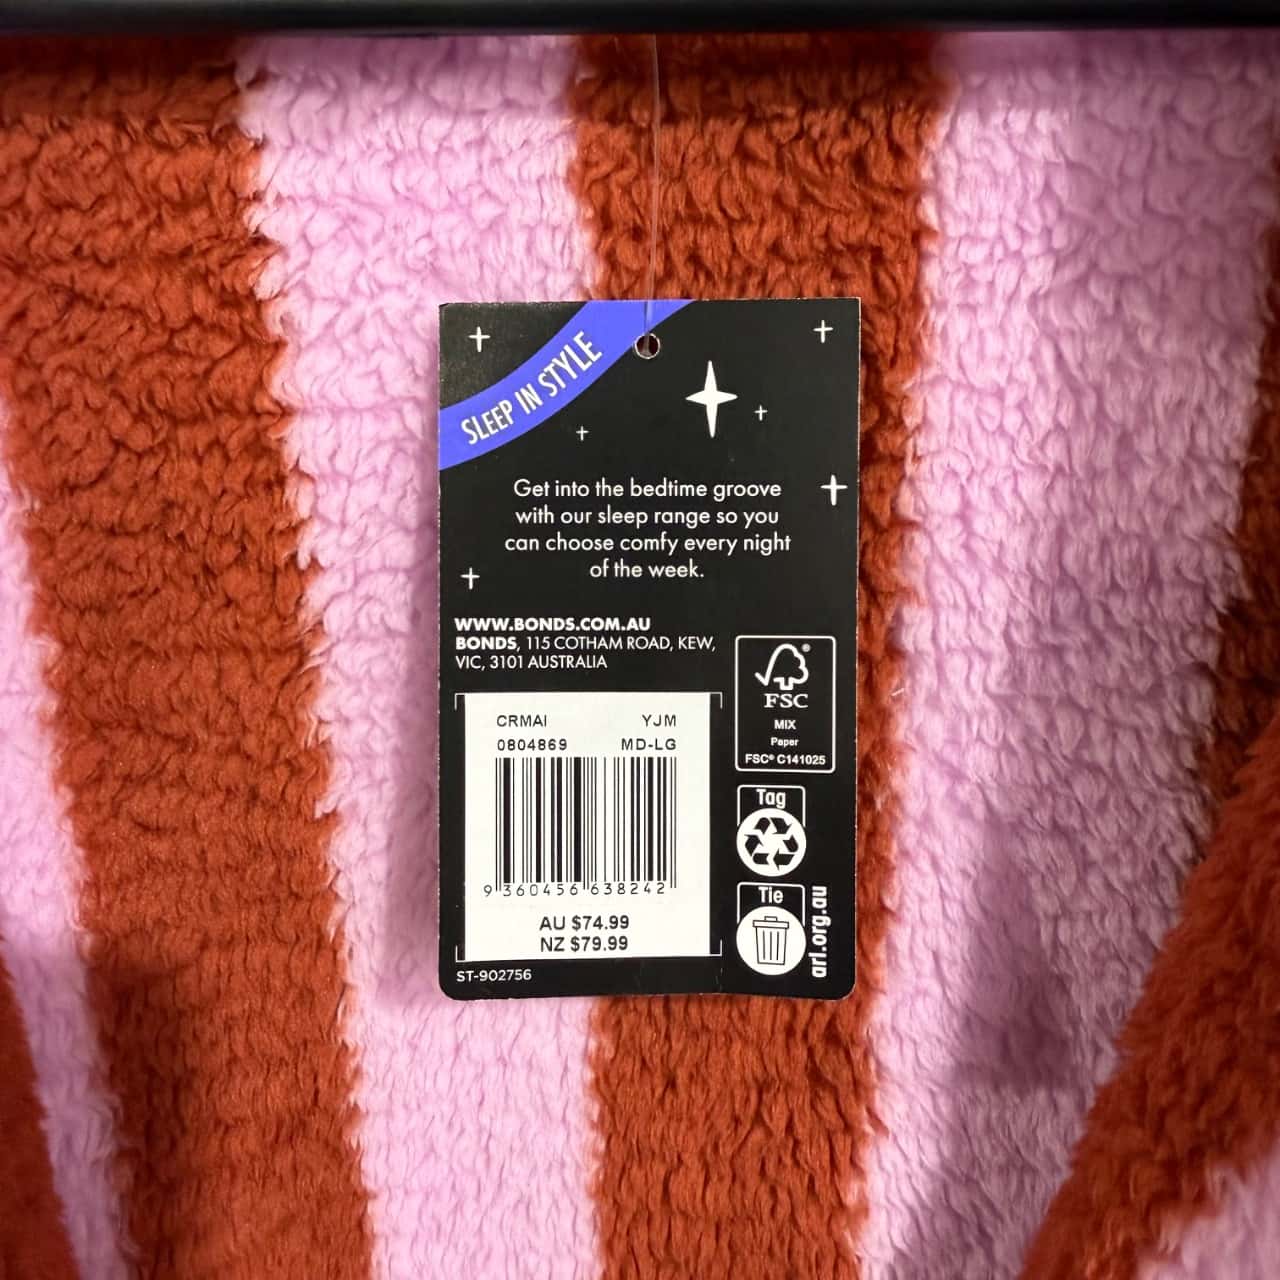 SLEEP IN STYLE
Get into the bedtime groove
with our sleep range so you
can choose comfy every night
of the week.
WWW.BONDS.COM.AU
BONDS, 115 COTHAM ROAD, KEW,
VIC, 3101 AUSTRALIA
CRMAI YJM
0804869 MD-LG
9 360456 638242
AU $74.99
NZ $79.99
ST-902756
®
FSC
MIX
Paper
FSC® C141025
Tag
Tie
arl.org.au